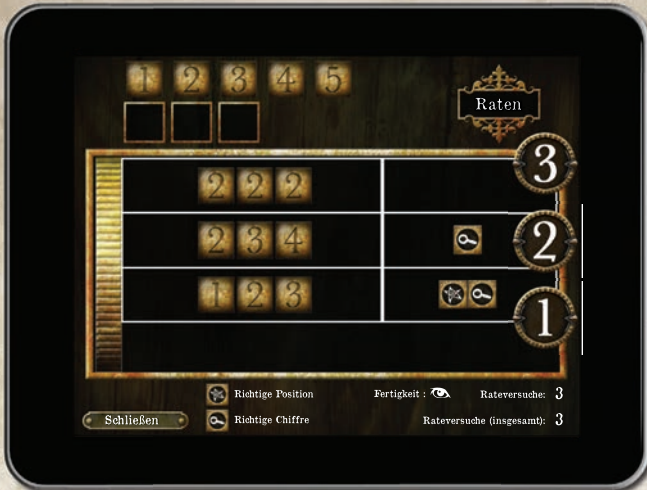 1 2 3 4 5
Raten
3
2 2 2
2 3 4
2
1 2 3
1
Richtige Position
Fertigkeit :
Rateversuche: 3
Schließen
Richtige Chiffre
Rateversuche (insgesamt): 3